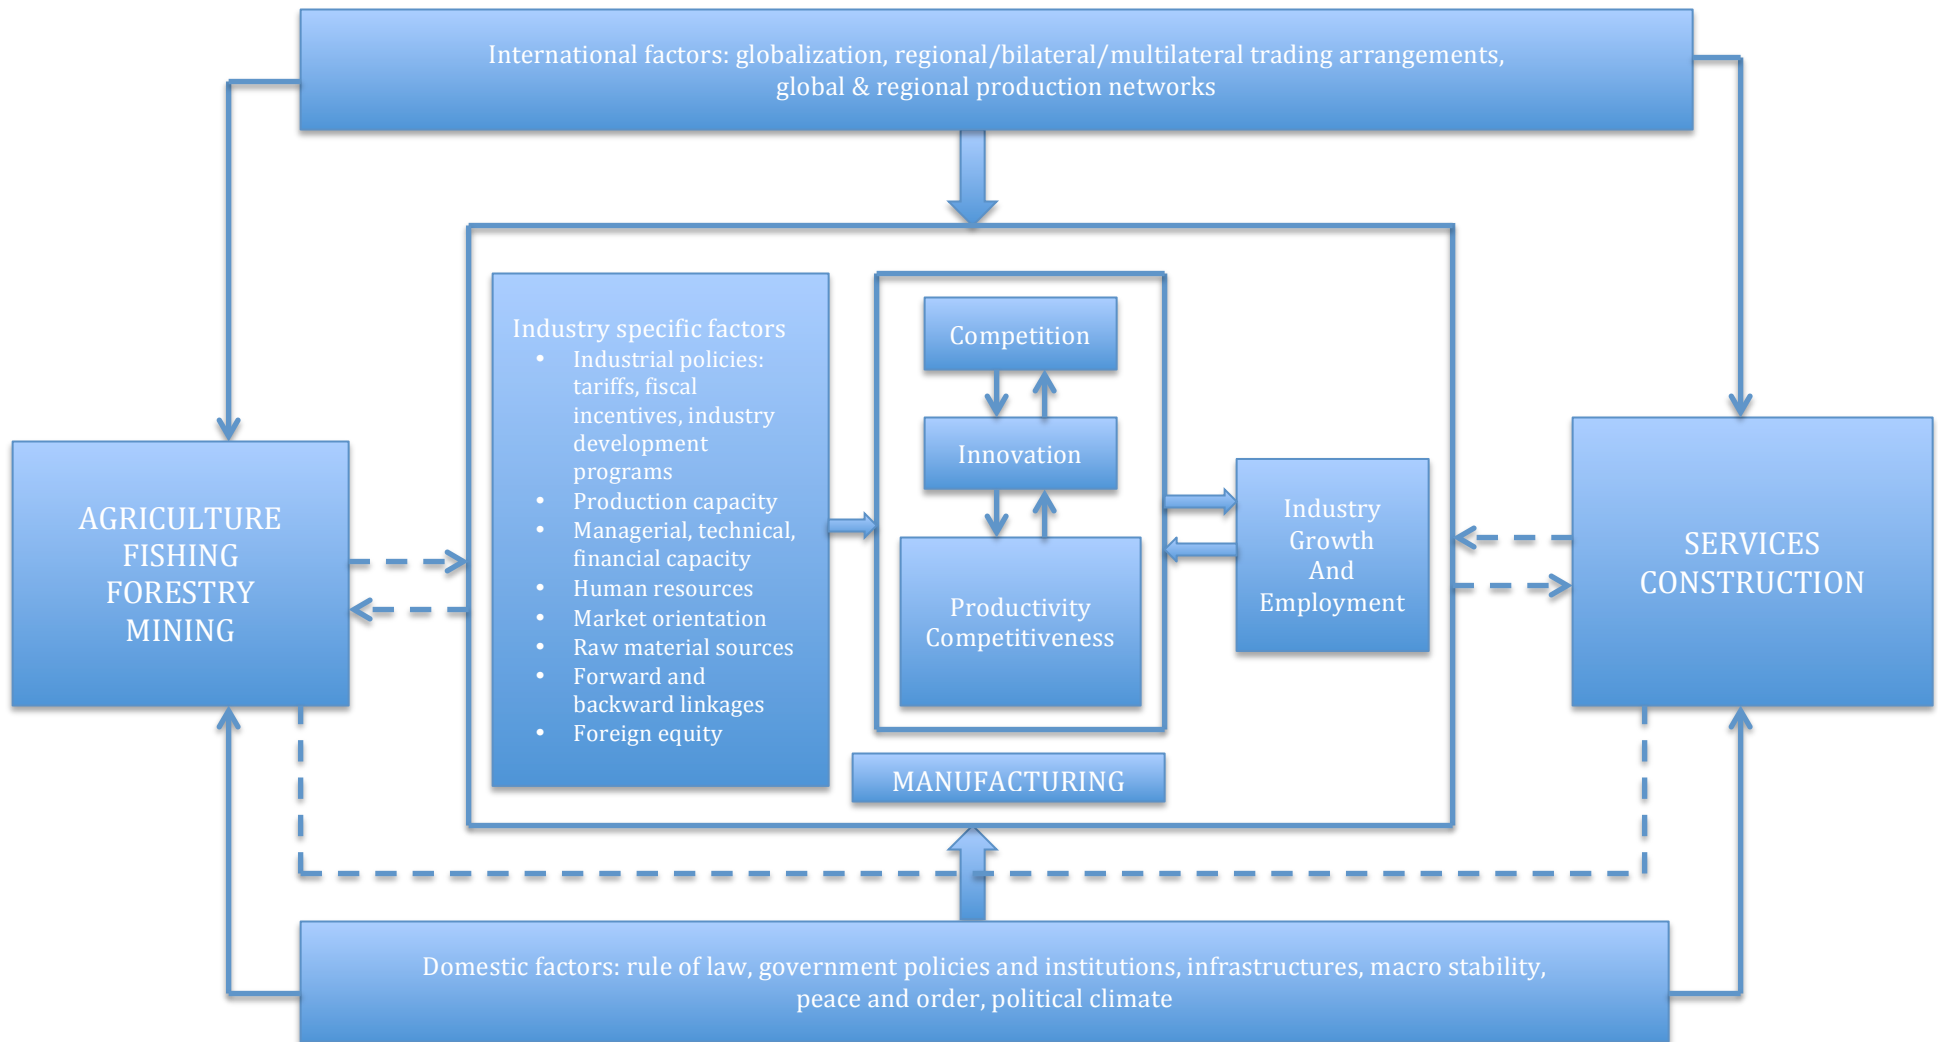 International factors: globalization, regional/bilateral/multilateral trading arrangements,
global & regional production networks
Industry specific factors
• Industrial policies:
tariffs, fiscal
incentives, industry
development
programs
• Production capacity
• Managerial, technical,
financial capacity
• Human resources
• Market orientation
• Raw material sources
• Forward and
backward linkages
• Foreign equity
Competition
Innovation
Productivity
Competitiveness
MANUFACTURING
Industry
Growth
And
Employment
AGRICULTURE
FISHING
FORESTRY
MINING
SERVICES
CONSTRUCTION
Domestic factors: rule of law, government policies and institutions, infrastructures, macro stability,
peace and order, political climate